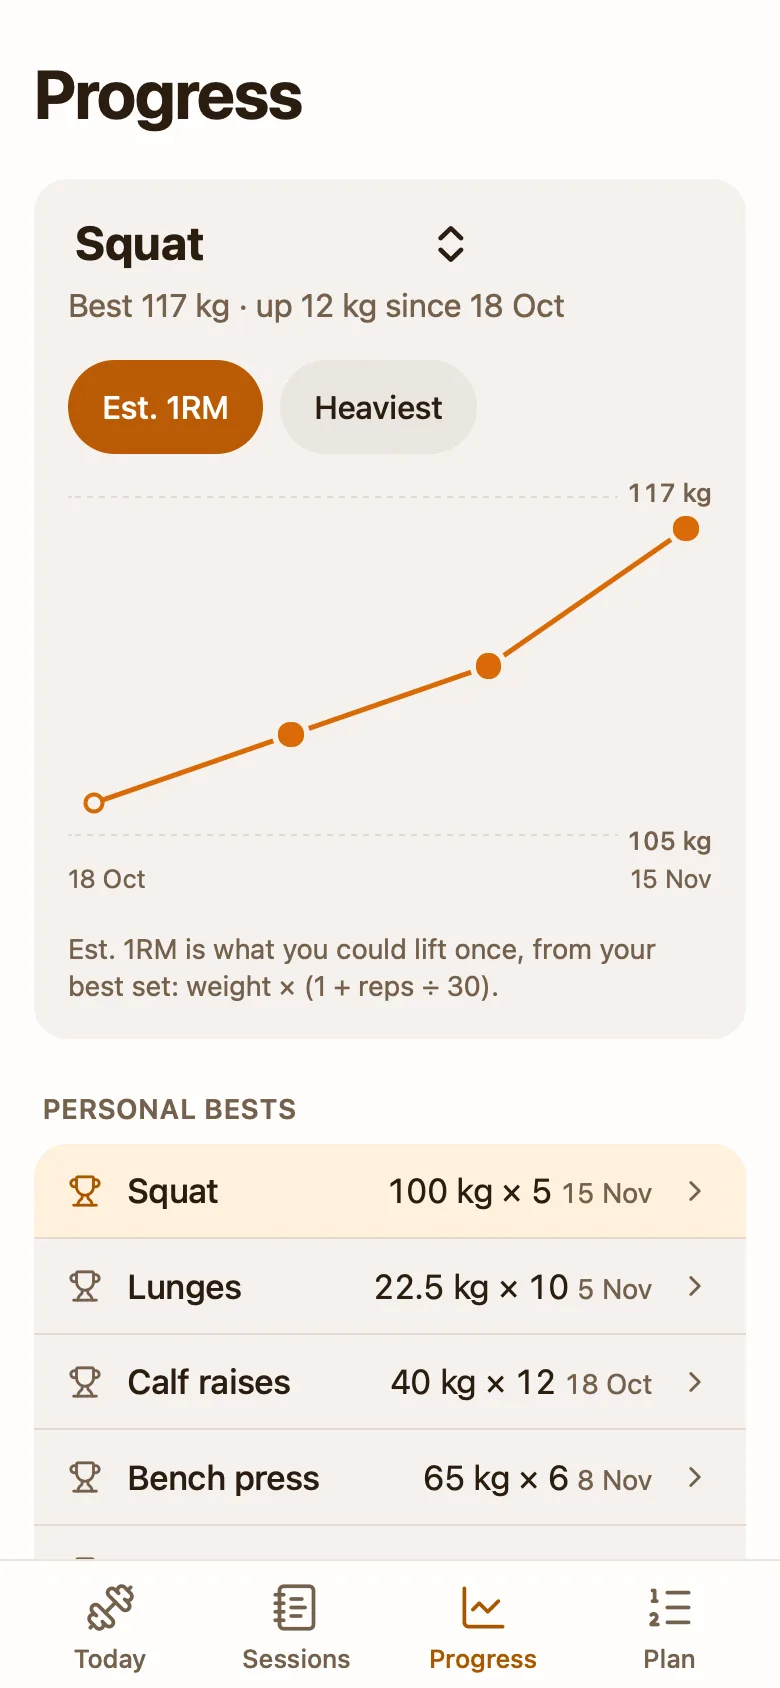 Progress
Squat
Best 117 kg · up 12 kg since 18 Oct
Est. 1RM
Heaviest
117 kg
105 kg
18 Oct
15 Nov
Est. 1RM is what you could lift once, from your
best set: weight × (1 + reps ÷ 30).
PERSONAL BESTS
Squat 100 kg × 5 15 Nov
Lunges 22.5 kg × 10 5 Nov
Calf raises 40 kg × 12 18 Oct
Bench press 65 kg × 6 8 Nov
Today
Sessions
Progress
Plan